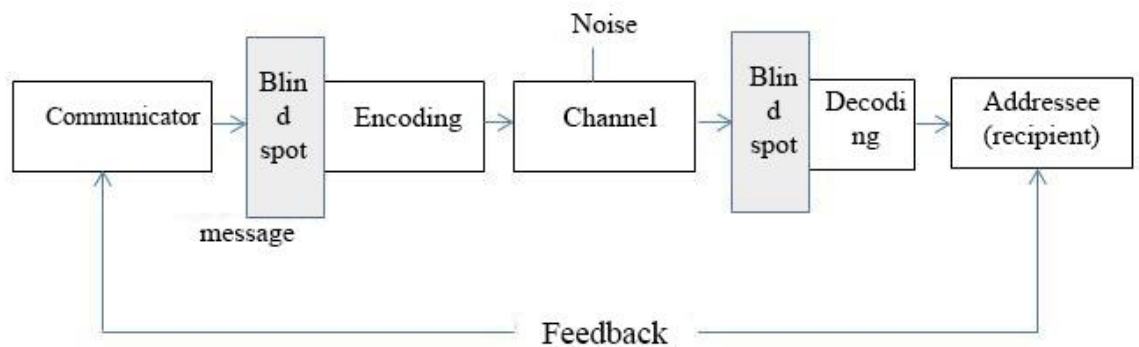 Noise
Communicator
Blin
d
spot
Encoding
Channel
Blin
d
spot
Decodi
ng
Addressee
(recipient)
message
Feedback